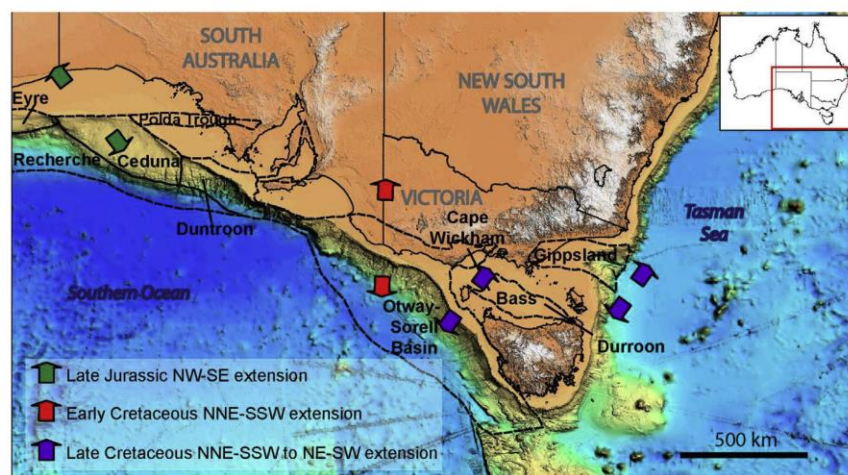 SOUTH
AUSTRALIA
NEW SOUTH
WALES
Eyre
Polda Trough
Recherche
Ceduna
Duntroon
VICTORIA
Cape
Wickham
Tasman
Sea
Gippsland
Southern Ocean
Bass
Otway-
Sorell
Basin
Durroon
Late Jurassic NW-SE extension
Early Cretaceous NNE-SSW extension
Late Cretaceous NNE-SSW to NE-SW extension
500 km